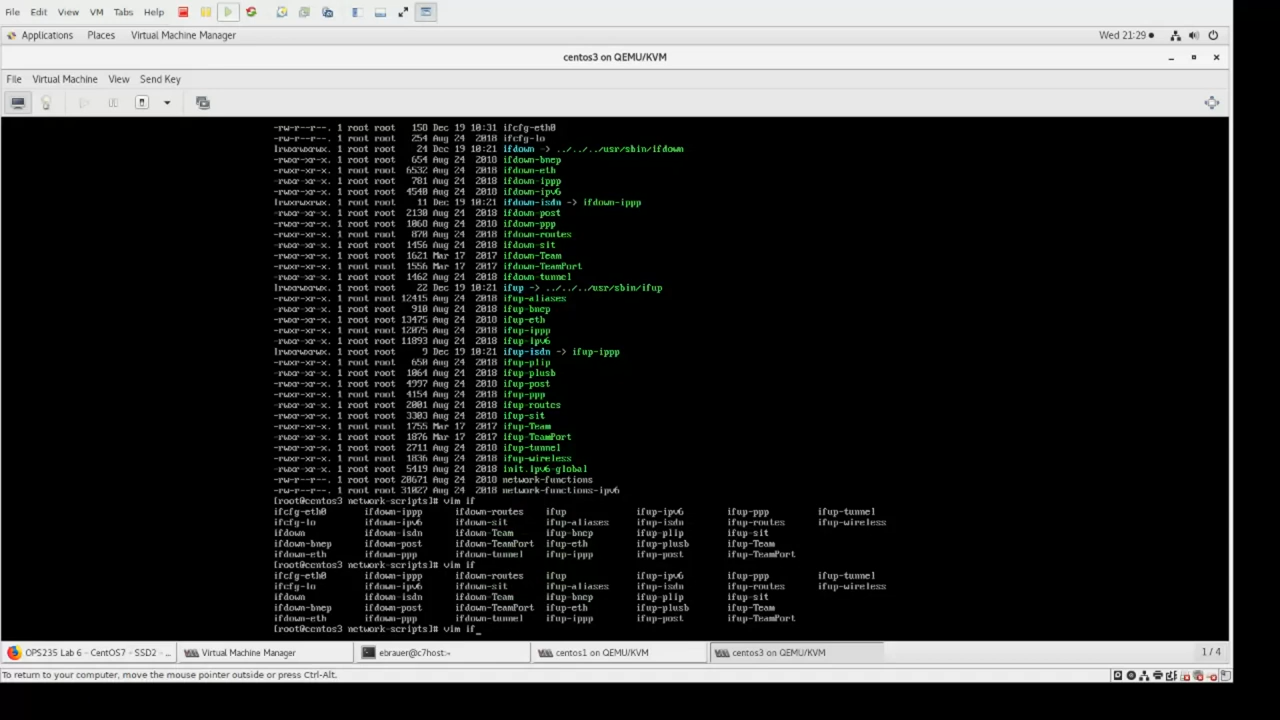 File Edit View VM Tabs Help
Applications Places Virtual Machine Manager Wed 21:29
centos3 on QEMU/KVM
File Virtual Machine View Send Key
-rw-r--r--. 1 root root 158 Dec 19 10:31 ifcfg-eth0
-rw-r--r--. 1 root root 254 Aug 24 2018 ifcfg-lo
lrwxrwxrwx. 1 root root 24 Dec 19 10:21 ifdown -> ../../../usr/sbin/ifdown
-rwxr-xr-x. 1 root root 654 Aug 24 2018 ifdown-bnep
-rwxr-xr-x. 1 root root 6532 Aug 24 2018 ifdown-eth
-rwxr-xr-x. 1 root root 781 Aug 24 2018 ifdown-ippp
-rwxr-xr-x. 1 root root 4540 Aug 24 2018 ifdown-ipv6
lrwxrwxrwx. 1 root root 11 Dec 19 10:21 ifdown-isdn -> ifdown-ippp
-rwxr-xr-x. 1 root root 2130 Aug 24 2018 ifdown-post
-rwxr-xr-x. 1 root root 1068 Aug 24 2018 ifdown-ppp
-rwxr-xr-x. 1 root root 870 Aug 24 2018 ifdown-routes
-rwxr-xr-x. 1 root root 1456 Aug 24 2018 ifdown-sit
-rwxr-xr-x. 1 root root 1621 Mar 17 2017 ifdown-Team
-rwxr-xr-x. 1 root root 1556 Mar 17 2017 ifdown-TeamPort
-rwxr-xr-x. 1 root root 1462 Aug 24 2018 ifdown-tunnel
lrwxrwxrwx. 1 root root 22 Dec 19 10:21 ifup -> ../../../usr/sbin/ifup
-rwxr-xr-x. 1 root root 12415 Aug 24 2018 ifup-aliases
-rwxr-xr-x. 1 root root 910 Aug 24 2018 ifup-bnep
-rwxr-xr-x. 1 root root 13475 Aug 24 2018 ifup-eth
-rwxr-xr-x. 1 root root 12075 Aug 24 2018 ifup-ippp
-rwxr-xr-x. 1 root root 11893 Aug 24 2018 ifup-ipv6
lrwxrwxrwx. 1 root root 9 Dec 19 10:21 ifup-isdn -> ifup-ippp
-rwxr-xr-x. 1 root root 650 Aug 24 2018 ifup-plip
-rwxr-xr-x. 1 root root 1064 Aug 24 2018 ifup-plusb
-rwxr-xr-x. 1 root root 4997 Aug 24 2018 ifup-post
-rwxr-xr-x. 1 root root 4154 Aug 24 2018 ifup-ppp
-rwxr-xr-x. 1 root root 2001 Aug 24 2018 ifup-routes
-rwxr-xr-x. 1 root root 3303 Aug 24 2018 ifup-sit
-rwxr-xr-x. 1 root root 1755 Mar 17 2017 ifup-Team
-rwxr-xr-x. 1 root root 1876 Mar 17 2017 ifup-TeamPort
-rwxr-xr-x. 1 root root 2711 Aug 24 2018 ifup-tunnel
-rwxr-xr-x. 1 root root 1836 Aug 24 2018 ifup-wireless
-rwxr-xr-x. 1 root root 5419 Aug 24 2018 init.ipv6-global
-rw-r--r--. 1 root root 20671 Aug 24 2018 network-functions
-rw-r--r--. 1 root root 31027 Aug 24 2018 network-functions-ipv6
[root@centos3 network-scripts]# vim if
ifcfg-eth0 ifdown-ippp ifdown-routes ifup ifup-ipv6 ifup-ppp ifup-tunnel
ifcfg-lo ifdown-ipv6 ifdown-sit ifup-aliases ifup-isdn ifup-routes ifup-wireless
ifdown ifdown-isdn ifdown-Team ifup-bnep ifup-plip ifup-sit
ifdown-bnep ifdown-post ifdown-TeamPort ifup-eth ifup-plusb ifup-Team
ifdown-eth ifdown-ppp ifdown-tunnel ifup-ippp ifup-post ifup-TeamPort
[root@centos3 network-scripts]# vim if
ifcfg-eth0 ifdown-ippp ifdown-routes ifup ifup-ipv6 ifup-ppp ifup-tunnel
ifcfg-lo ifdown-ipv6 ifdown-sit ifup-aliases ifup-isdn ifup-routes ifup-wireless
ifdown ifdown-isdn ifdown-Team ifup-bnep ifup-plip ifup-sit
ifdown-bnep ifdown-post ifdown-TeamPort ifup-eth ifup-plusb ifup-Team
ifdown-eth ifdown-ppp ifdown-tunnel ifup-ippp ifup-post ifup-TeamPort
[root@centos3 network-scripts]# vim if_
OPS235 Lab 6 - CentOS7 - SSD2 - ... Virtual Machine Manager ebrauer@c7host:~ centos1 on QEMU/KVM centos3 on QEMU/KVM 1 / 4
To return to your computer, move the mouse pointer outside or press Ctrl-Alt.